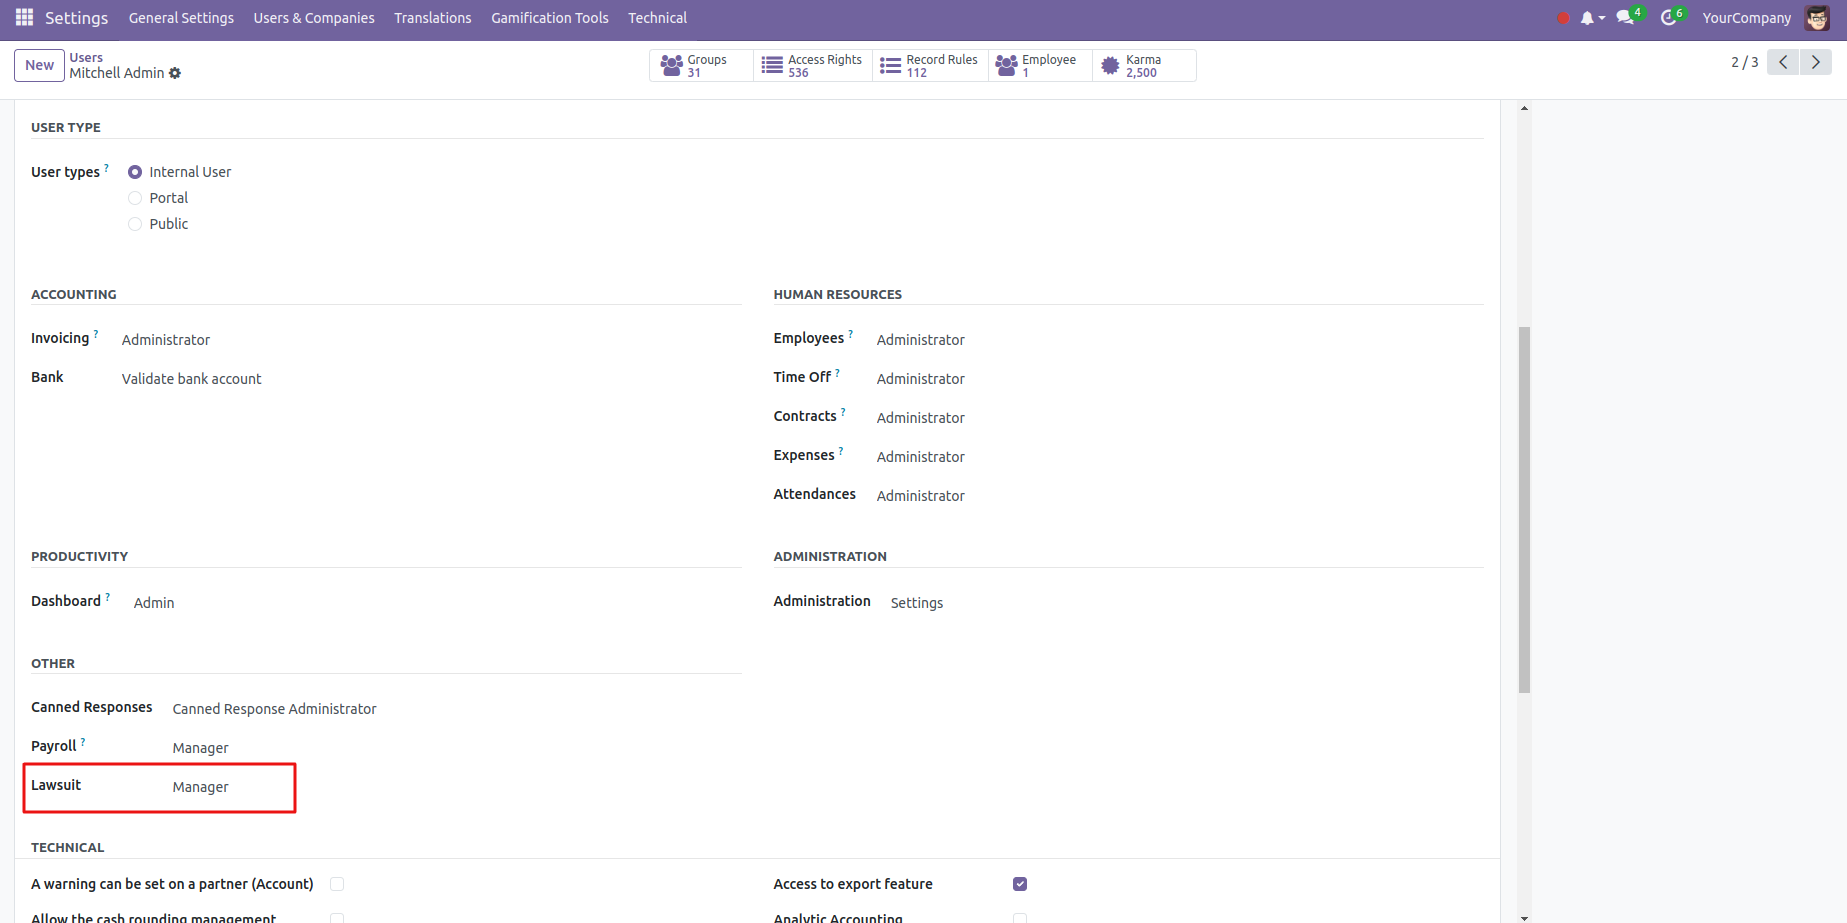 Settings General Settings Users & Companies Translations Gamification Tools Technical 4 6 YourCompany
New Users Mitchell Admin
Groups 31 Access Rights 536 Record Rules 112 Employee 1 Karma 2,500
2 / 3
USER TYPE
User types ? Internal User
Portal
Public
ACCOUNTING
Invoicing ? Administrator
Bank Validate bank account
HUMAN RESOURCES
Employees ? Administrator
Time Off ? Administrator
Contracts ? Administrator
Expenses ? Administrator
Attendances Administrator
PRODUCTIVITY
Dashboard ? Admin
ADMINISTRATION
Administration Settings
OTHER
Canned Responses Canned Response Administrator
Payroll ? Manager
Lawsuit Manager
TECHNICAL
A warning can be set on a partner (Account)
Access to export feature
Allow the cash rounding management
Analytic Accounting